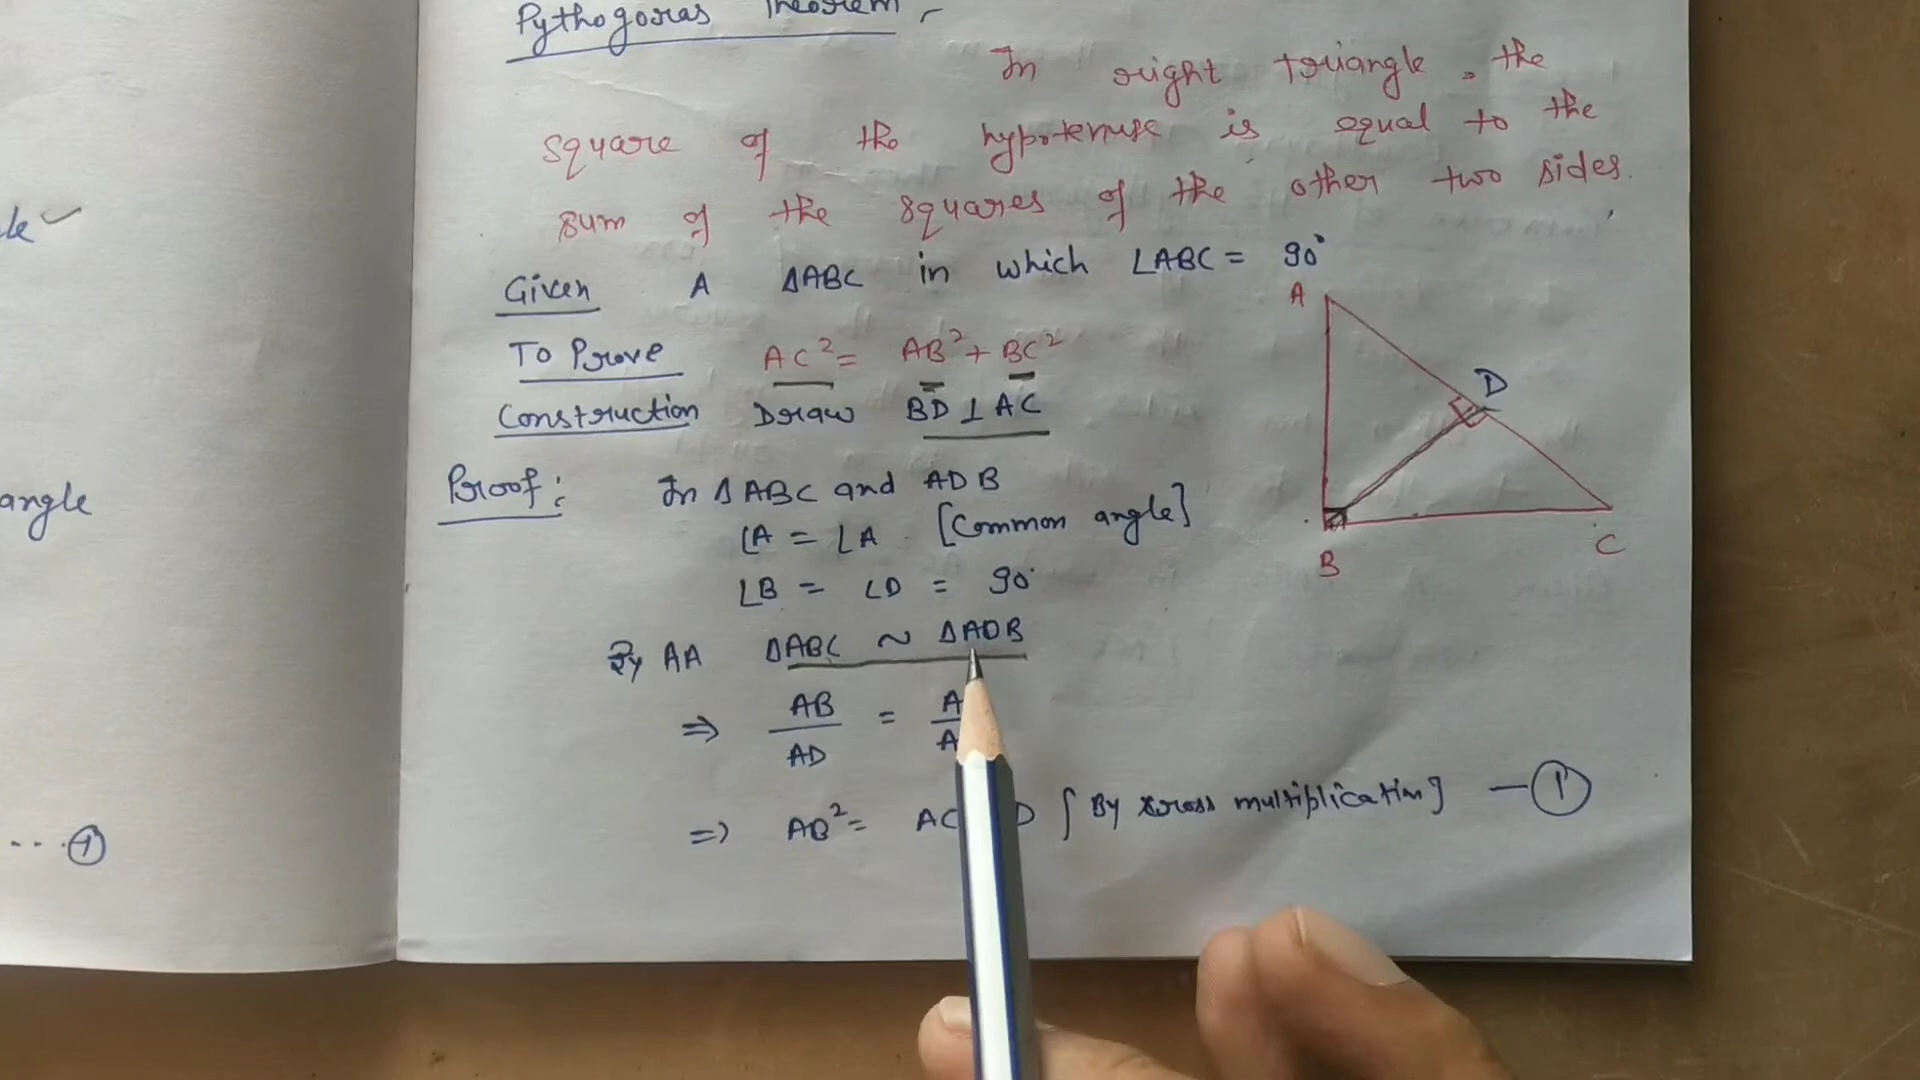 Pythogoras Theorem,
In right triangle, the
square of the hypotenuse is equal to the
sum of the squares of the other two sides.
Given A ΔABC in which ∠ABC = 90°
To Prove AC² = AB² + BC²
Construction Draw BD ⊥ AC
Proof: In Δ ABC and ADB
∠A = ∠A [Common angle]
∠B = ∠D = 90°
By AA ΔABC ~ ΔADB
⇒ AB/AD = A/A
⇒ AB² = AC D [By cross multiplication] — ①
A
D
B
C
le ✓
angle
... ①